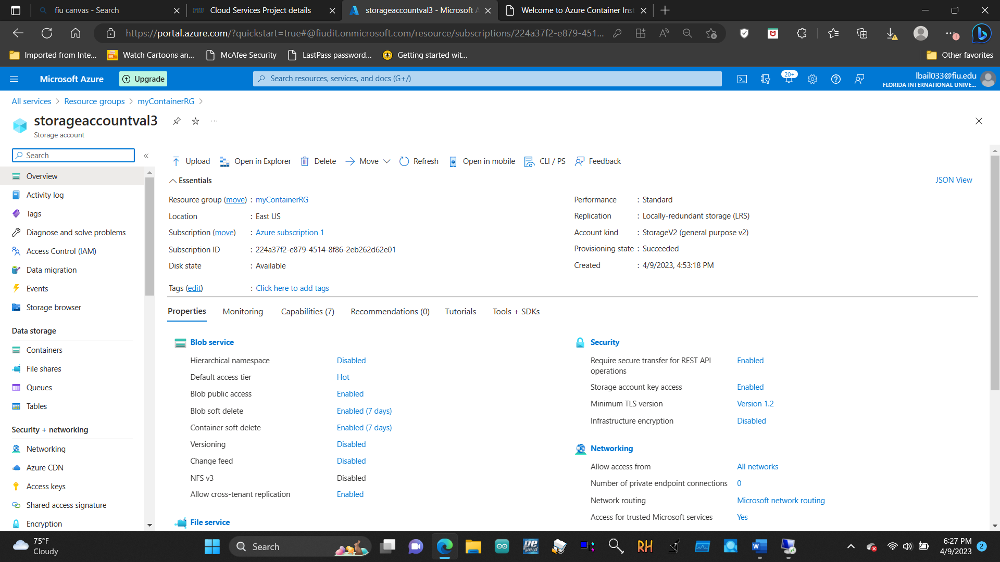 fiu canvas - Search
Cloud Services Project details
storageaccountval3 - Microsoft A
Welcome to Azure Container Inst
https://portal.azure.com/?quickstart=true#@fiudit.onmicrosoft.com/resource/subscriptions/224a37f2-e879-451...
Imported from Inte...
Watch Cartoons an...
McAfee Security
LastPass password...
Getting started wit...
Other favorites
Microsoft Azure
Upgrade
Search resources, services, and docs (G+/)
20+
lbail033@fiu.edu
FLORIDA INTERNATIONAL UNIVE...
All services > Resource groups > myContainerRG >
storageaccountval3
Storage account
Search
Overview
Activity log
Tags
Diagnose and solve problems
Access Control (IAM)
Data migration
Events
Storage browser
Data storage
Containers
File shares
Queues
Tables
Security + networking
Networking
Azure CDN
Access keys
Shared access signature
Encryption
Upload
Open in Explorer
Delete
Move
Refresh
Open in mobile
CLI / PS
Feedback
Essentials
JSON View
Resource group (move) : myContainerRG
Location : East US
Subscription (move) : Azure subscription 1
Subscription ID : 224a37f2-e879-4514-8f86-2eb262d62e01
Disk state : Available
Tags (edit) : Click here to add tags
Performance : Standard
Replication : Locally-redundant storage (LRS)
Account kind : StorageV2 (general purpose v2)
Provisioning state : Succeeded
Created : 4/9/2023, 4:53:18 PM
Properties
Monitoring
Capabilities (7)
Recommendations (0)
Tutorials
Tools + SDKs
Blob service
Hierarchical namespace Disabled
Default access tier Hot
Blob public access Enabled
Blob soft delete Enabled (7 days)
Container soft delete Enabled (7 days)
Versioning Disabled
Change feed Disabled
NFS v3 Disabled
Allow cross-tenant replication Enabled
File service
Security
Require secure transfer for REST API Enabled
operations
Storage account key access Enabled
Minimum TLS version Version 1.2
Infrastructure encryption Disabled
Networking
Allow access from All networks
Number of private endpoint connections 0
Network routing Microsoft network routing
Access for trusted Microsoft services Yes
75°F
Cloudy
Search
RH
6:27 PM
4/9/2023
2